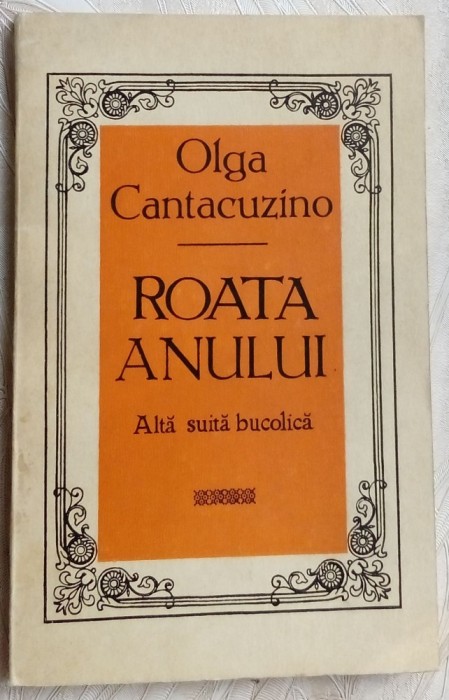 Olga
Cantacuzino
ROATA
ANULUI
Altă suită bucolică